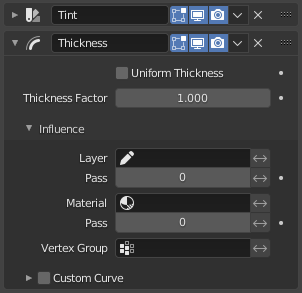 Tint
Thickness
Uniform Thickness
Thickness Factor 1.000
Influence
Layer
Pass 0
Material
Pass 0
Vertex Group
Custom Curve